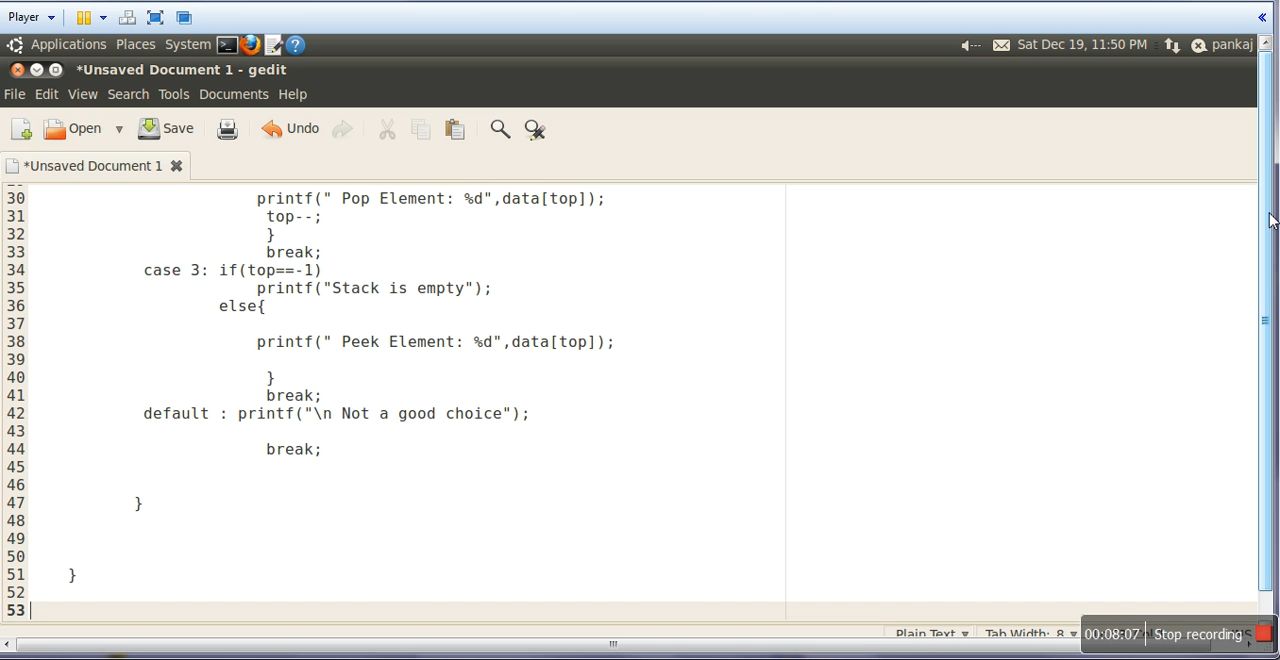 Player
Applications Places System Sat Dec 19, 11:50 PM pankaj
*Unsaved Document 1 - gedit
File Edit View Search Tools Documents Help
Open Save Undo
*Unsaved Document 1
30 printf(" Pop Element: %d",data[top]);
31 top--;
32 }
33 break;
34 case 3: if(top==-1)
35 printf("Stack is empty");
36 else{
37
38 printf(" Peek Element: %d",data[top]);
39
40 }
41 break;
42 default : printf("\n Not a good choice");
43
44 break;
45
46
47 }
48
49
50
51 }
52
53
Plain Text Tab Width: 8
00:08:07 Stop recording